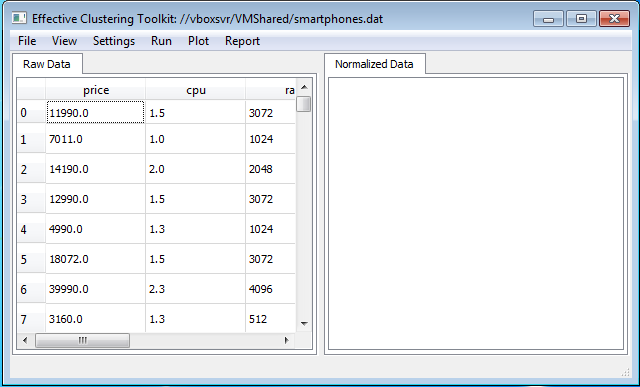 Effective Clustering Toolkit: //vboxsvr/VMShared/smartphones.dat
File View Settings Run Plot Report
Raw Data Normalized Data
price cpu ra
0 11990.0 1.5 3072
1 7011.0 1.0 1024
2 14190.0 2.0 2048
3 12990.0 1.5 3072
4 4990.0 1.3 1024
5 18072.0 1.5 3072
6 39990.0 2.3 4096
7 3160.0 1.3 512